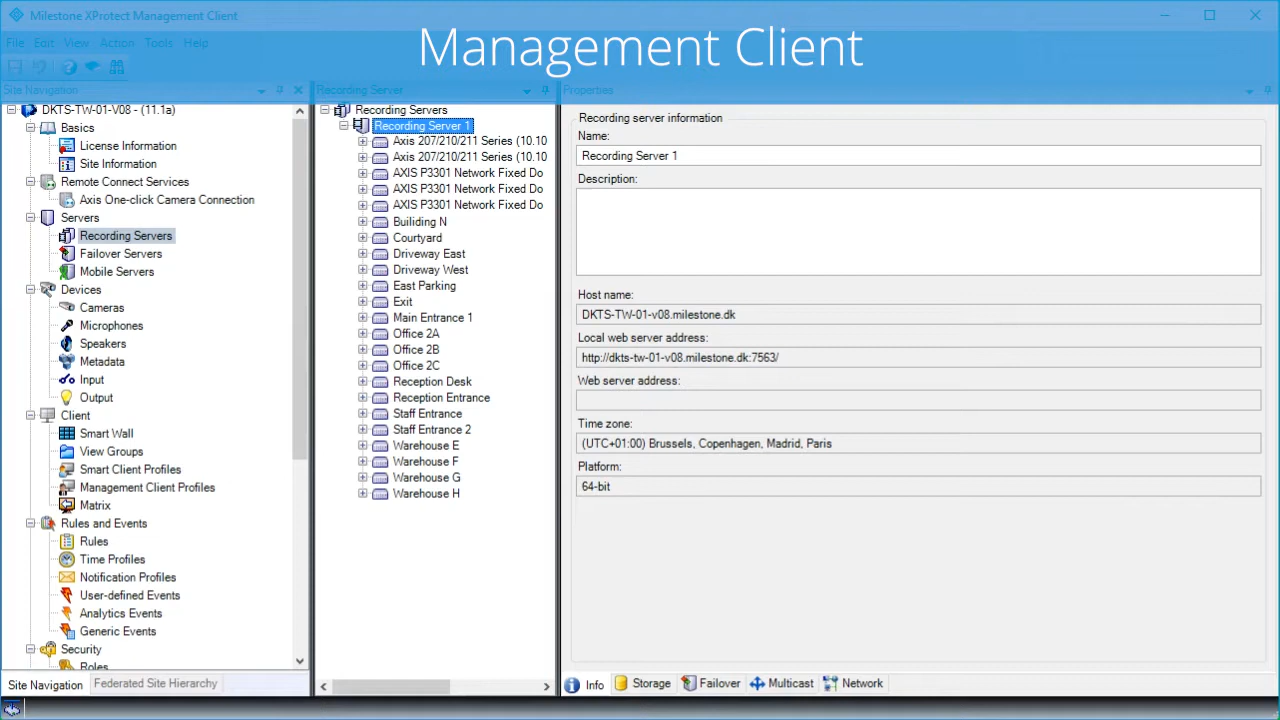 Milestone XProtect Management Client
Management Client
File Edit View Action Tools Help
Site Navigation
DKTS-TW-01-V08 - (11.1a)
Basics
License Information
Site Information
Remote Connect Services
Axis One-click Camera Connection
Servers
Recording Servers
Failover Servers
Mobile Servers
Devices
Cameras
Microphones
Speakers
Metadata
Input
Output
Client
Smart Wall
View Groups
Smart Client Profiles
Management Client Profiles
Matrix
Rules and Events
Rules
Time Profiles
Notification Profiles
User-defined Events
Analytics Events
Generic Events
Security
Roles
Site Navigation Federated Site Hierarchy
Recording Server
Recording Servers
Recording Server 1
Axis 207/210/211 Series (10.10
Axis 207/210/211 Series (10.10
AXIS P3301 Network Fixed Do
AXIS P3301 Network Fixed Do
AXIS P3301 Network Fixed Do
Builiding N
Courtyard
Driveway East
Driveway West
East Parking
Exit
Main Entrance 1
Office 2A
Office 2B
Office 2C
Reception Desk
Reception Entrance
Staff Entrance
Staff Entrance 2
Warehouse E
Warehouse F
Warehouse G
Warehouse H
Properties
Recording server information
Name:
Recording Server 1
Description:
Host name:
DKTS-TW-01-v08.milestone.dk
Local web server address:
http://dkts-tw-01-v08.milestone.dk:7563/
Web server address:
Time zone:
(UTC+01:00) Brussels, Copenhagen, Madrid, Paris
Platform:
64-bit
Info Storage Failover Multicast Network